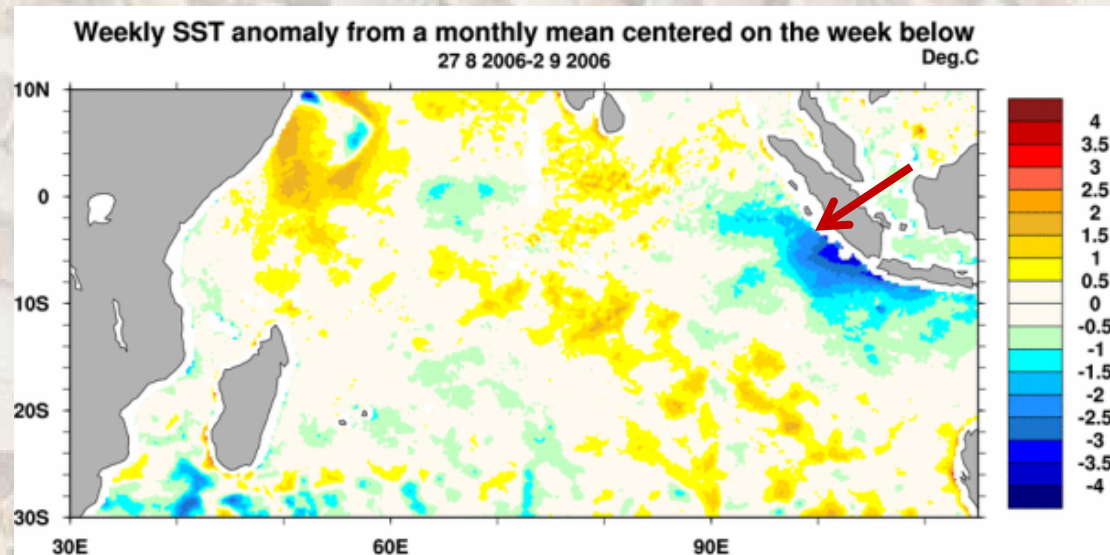 Weekly SST anomaly from a monthly mean centered on the week below
27 8 2006-2 9 2006
Deg.C
10N
0
10S
20S
30S
30E
60E
90E
4
3.5
3
2.5
2
1.5
1
0.5
0
-0.5
-1
-1.5
-2
-2.5
-3
-3.5
-4